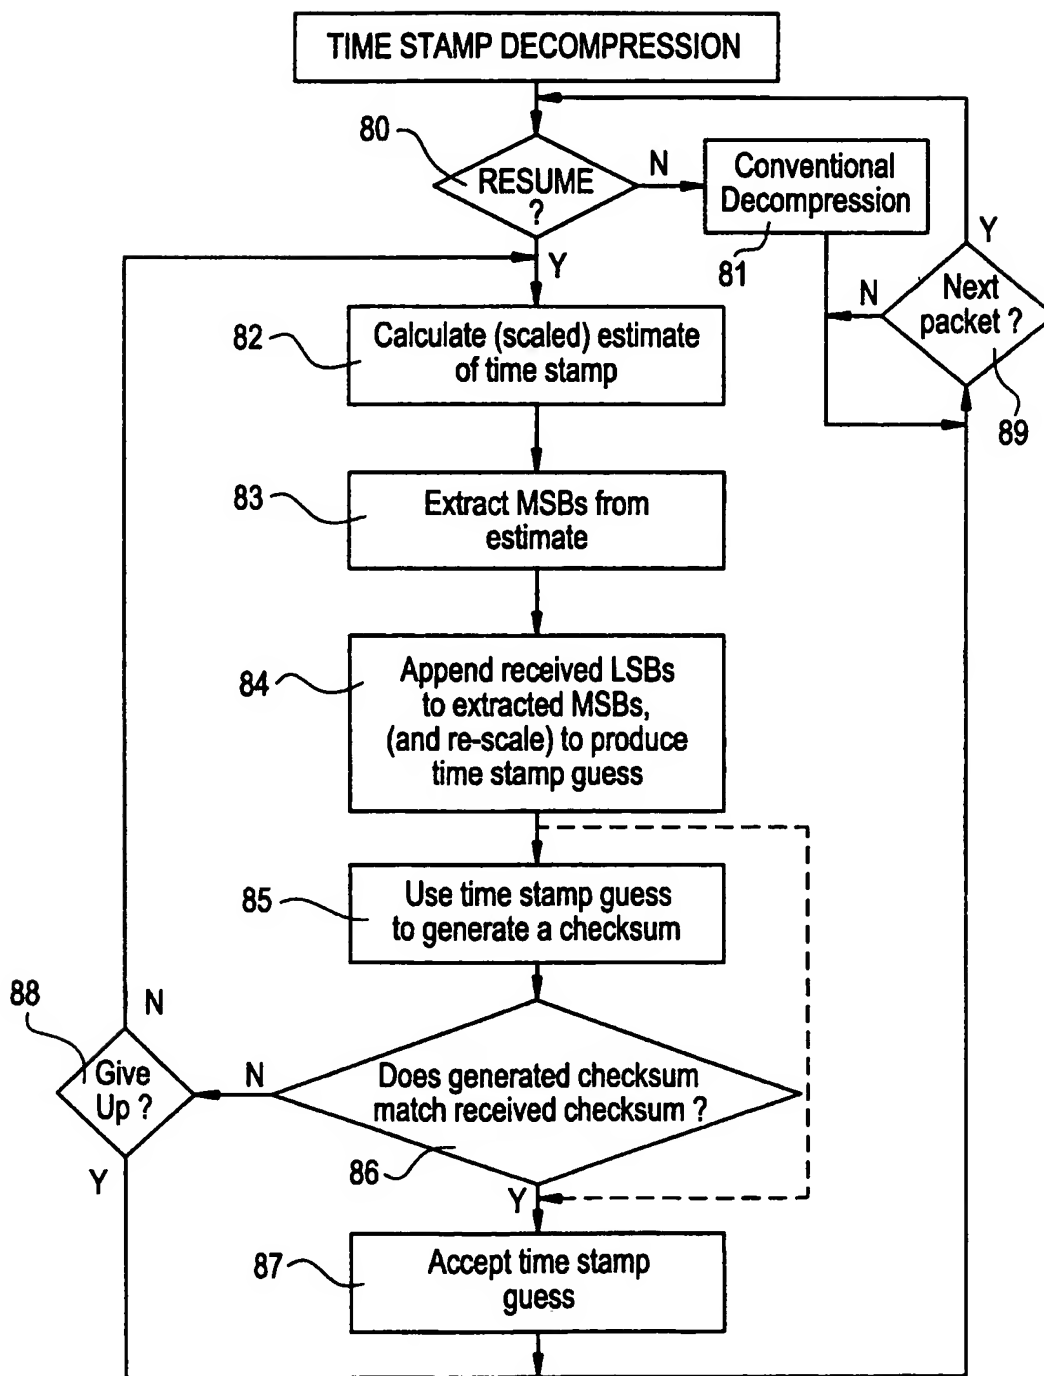 TIME STAMP DECOMPRESSION
80
RESUME
?
N
Y
Conventional
Decompression
81
Y
N
Next
packet ?
89
82
Calculate (scaled) estimate
of time stamp
83
Extract MSBs from
estimate
84
Append received LSBs
to extracted MSBs,
(and re-scale) to produce
time stamp guess
85
Use time stamp guess
to generate a checksum
88
N
Give
Up ?
Y
N
Does generated checksum
match received checksum ?
86
Y
87
Accept time stamp
guess